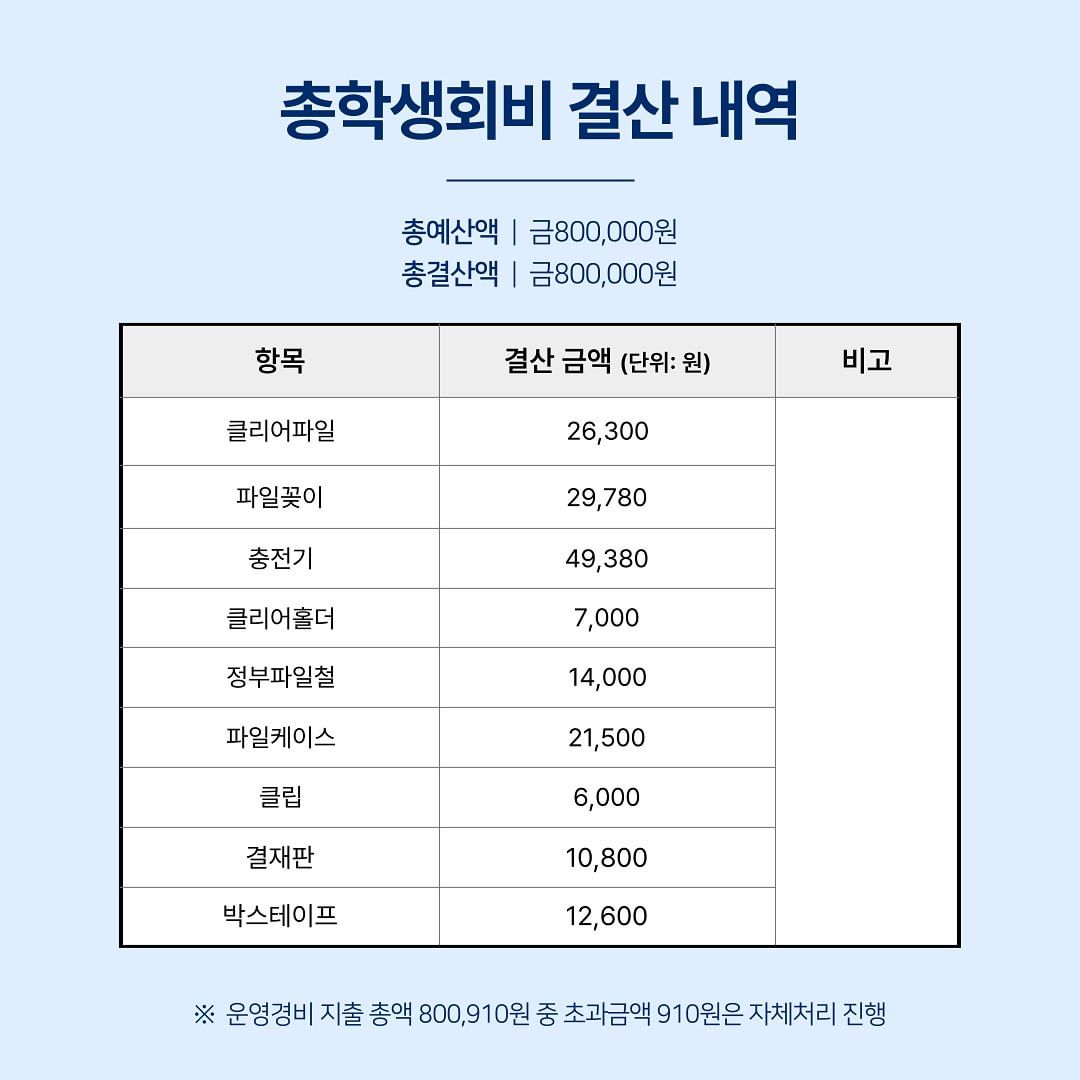 총학생회비 결산 내역
총예산액 | 금800,000원
총결산액 | 금800,000원
항목 결산 금액 (단위: 원) 비고
클리어파일 26,300
파일꽂이 29,780
충전기 49,380
클리어홀더 7,000
정부파일철 14,000
파일케이스 21,500
클립 6,000
결재판 10,800
박스테이프 12,600
※ 운영경비 지출 총액 800,910원 중 초과금액 910원은 자체처리 진행